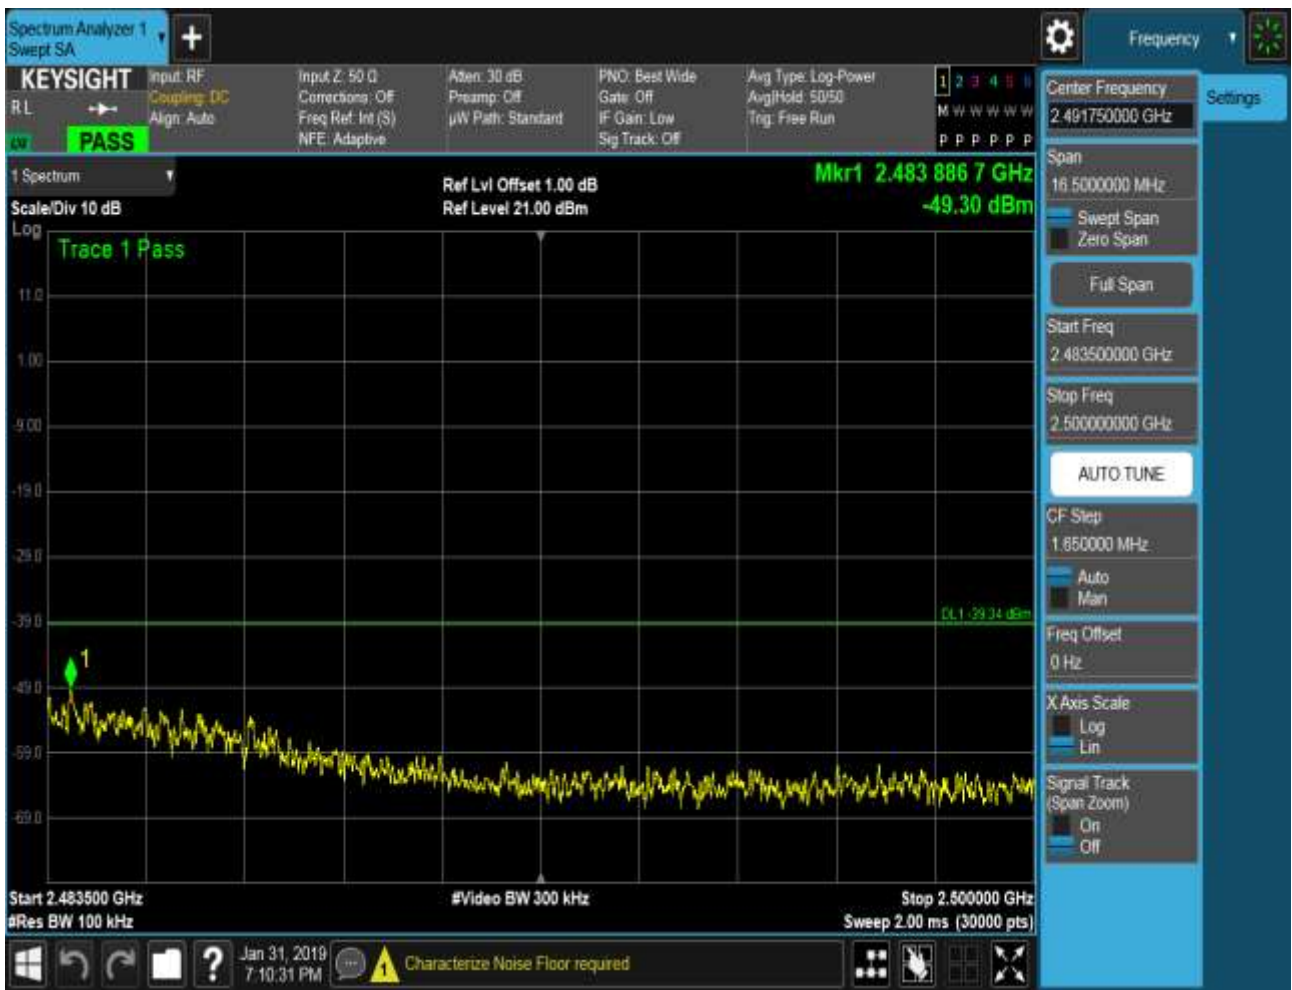 Spectrum Analyzer 1
Swept SA
+
Frequency
KEYSIGHT
R L
PASS
Input: RF
Coupling: DC
Align: Auto
Input Z: 50 Ω
Corrections: Off
Freq Ref: Int (S)
NFE: Adaptive
Atten: 30 dB
Preamp: Off
µW Path: Standard
PNO: Best Wide
Gate: Off
IF Gain: Low
Sig Track: Off
Avg Type: Log-Power
Avg|Hold: 50/50
Trig: Free Run
1 2 3 4 5 6
M W W W W W
P P P P P P
1 Spectrum
Scale/Div 10 dB
Log
Ref Lvl Offset 1.00 dB
Ref Level 21.00 dBm
Mkr1 2.483 886 7 GHz
-49.30 dBm
Trace 1 Pass
11.0
1.00
-9.00
-19.0
-29.0
-39.0
-49.0
-59.0
-69.0
DL1 -39.34 dBm
1
Start 2.483500 GHz
#Res BW 100 kHz
#Video BW 300 kHz
Stop 2.500000 GHz
Sweep 2.00 ms (30000 pts)
Center Frequency
2.491750000 GHz
Settings
Span
16.5000000 MHz
Swept Span
Zero Span
Full Span
Start Freq
2.483500000 GHz
Stop Freq
2.500000000 GHz
AUTO TUNE
CF Step
1.650000 MHz
Auto
Man
Freq Offset
0 Hz
X Axis Scale
Log
Lin
Signal Track
(Span Zoom)
On
Off
?
Jan 31, 2019
7:10:31 PM
1
Characterize Noise Floor required